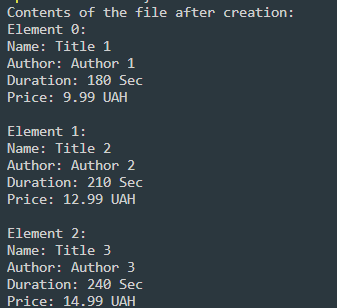 Contents of the file after creation:
Element 0:
Name: Title 1
Author: Author 1
Duration: 180 Sec
Price: 9.99 UAH
Element 1:
Name: Title 2
Author: Author 2
Duration: 210 Sec
Price: 12.99 UAH
Element 2:
Name: Title 3
Author: Author 3
Duration: 240 Sec
Price: 14.99 UAH